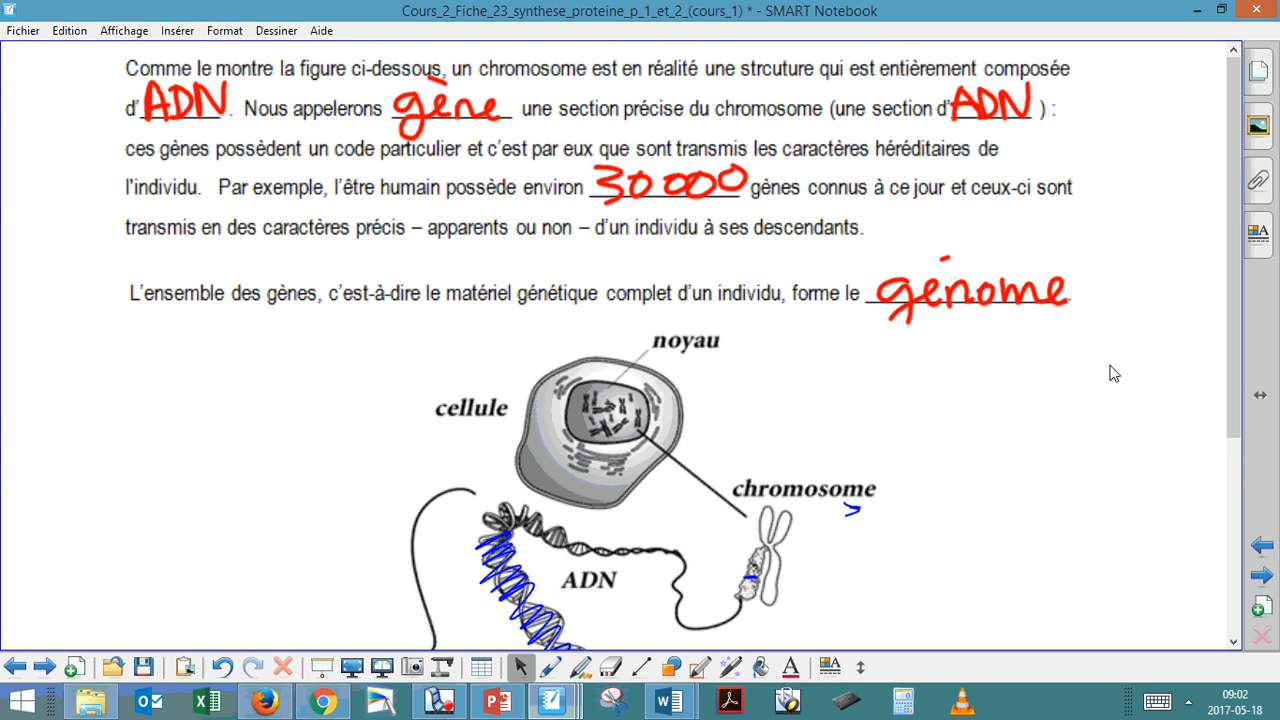 Cours_2_Fiche_23_synthese_proteine_p_1_et_2_(cours_1) * - SMART Notebook
Fichier Edition Affichage Insérer Format Dessiner Aide
Comme le montre la figure ci-dessous, un chromosome est en réalité une strcuture qui est entièrement composée
d' ADN . Nous appelerons gène une section précise du chromosome (une section d' ADN ) :
ces gènes possèdent un code particulier et c'est par eux que sont transmis les caractères héréditaires de
l'individu. Par exemple, l'être humain possède environ 30 000 gènes connus à ce jour et ceux-ci sont
transmis en des caractères précis – apparents ou non – d'un individu à ses descendants.
L'ensemble des gènes, c'est-à-dire le matériel génétique complet d'un individu, forme le génome
noyau
cellule
chromosome
ADN
09:02
2017-05-18